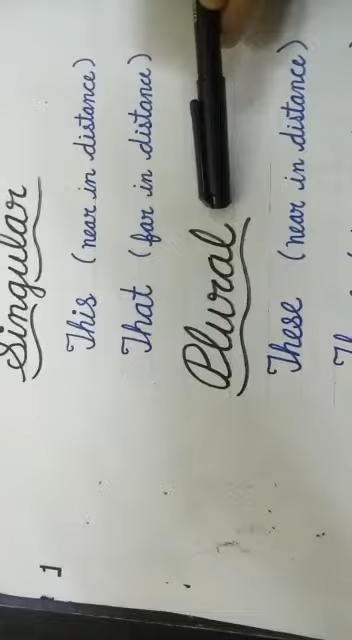 Singular
This (near in distance)
That (far in distance)
Plural
These (near in distance)